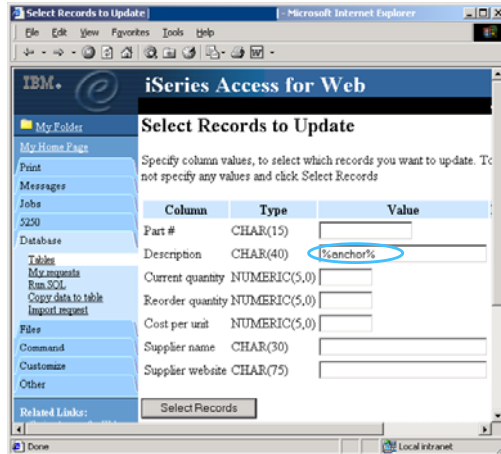 Select Records to Update | - Microsoft Internet Explorer
File Edit View Favorites Tools Help
IBM.
iSeries Access for Web
My Folder
My Home Page
Print
Messages
Jobs
5250
Database
Tables
My requests
Run SQL
Copy data to table
Import request
Files
Command
Customize
Other
Related Links:
Select Records to Update
Specify column values, to select which records you want to update. To
not specify any values and click Select Records
Column Type Value
Part # CHAR(15)
Description CHAR(40) %anchor%
Current quantity NUMERIC(5,0)
Reorder quantity NUMERIC(5,0)
Cost per unit NUMERIC(5,0)
Supplier name CHAR(30)
Supplier website CHAR(75)
Select Records
Done Local intranet